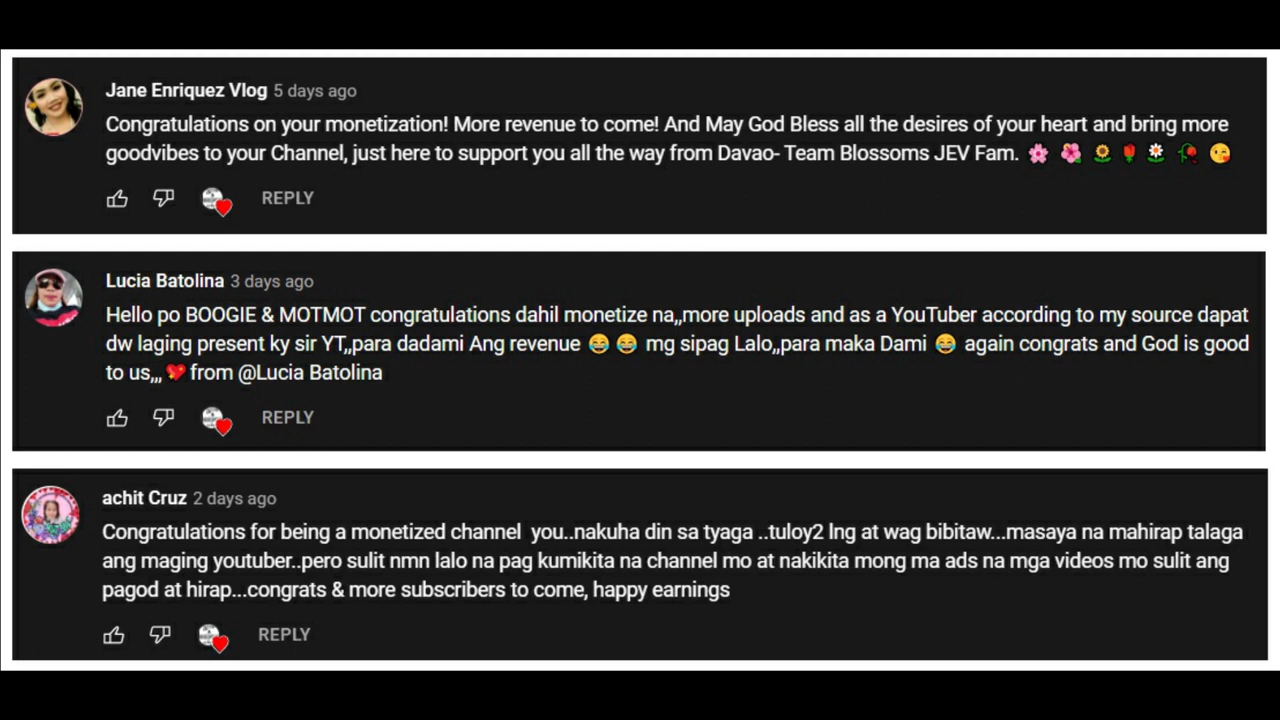 Jane Enriquez Vlog 5 days ago
Congratulations on your monetization! More revenue to come! And May God Bless all the desires of your heart and bring more
goodvibes to your Channel, just here to support you all the way from Davao- Team Blossoms JEV Fam. 🌸 🌺 🌻 🌷 🌼 🥀 😘
REPLY
Lucia Batolina 3 days ago
Hello po BOOGIE & MOTMOT congratulations dahil monetize na,,more uploads and as a YouTuber according to my source dapat
dw laging present ky sir YT,,para dadami Ang revenue 😂 😂 mg sipag Lalo,,para maka Dami 😂 again congrats and God is good
to us,,, 💖 from @Lucia Batolina
REPLY
achit Cruz 2 days ago
Congratulations for being a monetized channel you..nakuha din sa tyaga ..tuloy2 lng at wag bibitaw...masaya na mahirap talaga
ang maging youtuber..pero sulit nmn lalo na pag kumikita na channel mo at nakikita mong ma ads na mga videos mo sulit ang
pagod at hirap...congrats & more subscribers to come, happy earnings
REPLY